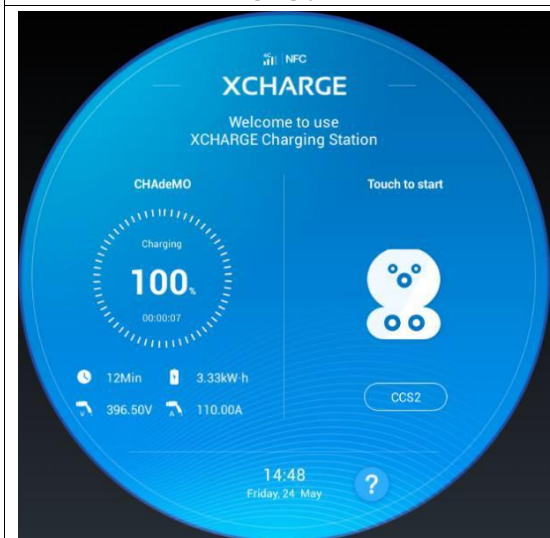 4G | NFC
XCHARGE
Welcome to use
XCHARGE Charging Station
CHAdeMO
Charging
100%
00:00:07
12Min 3.33kW·h
396.50V 110.00A
Touch to start
CCS2
14:48
Friday, 24 May
?